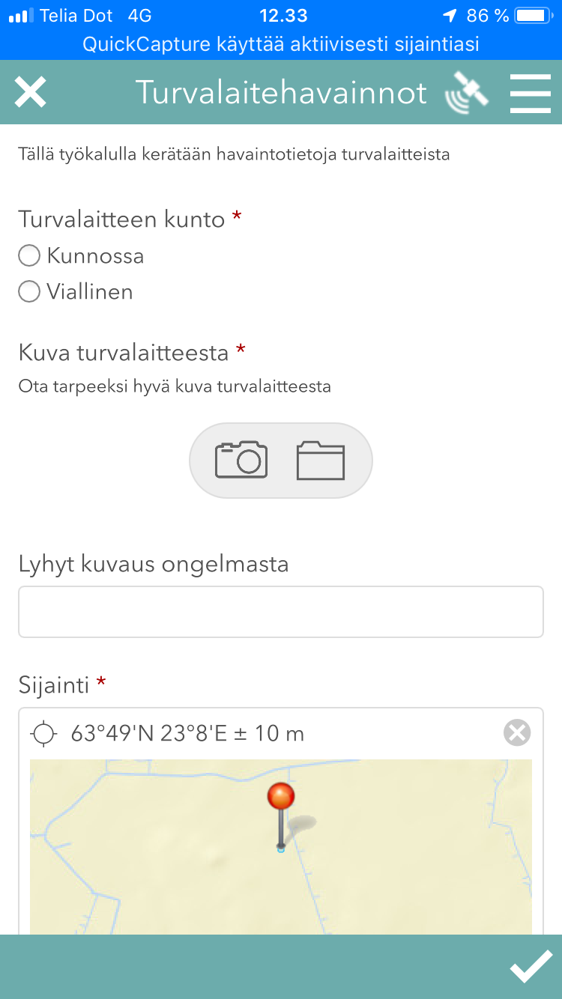 Telia Dot 4G 12.33 86 %
QuickCapture käyttää aktiivisesti sijaintiasi
Turvalaitehavainnot
Tällä työkalulla kerätään havaintotietoja turvalaitteista
Turvalaitteen kunto *
Kunnossa
Viallinen
Kuva turvalaitteesta *
Ota tarpeeksi hyvä kuva turvalaitteesta
Lyhyt kuvaus ongelmasta
Sijainti *
63°49'N 23°8'E ± 10 m